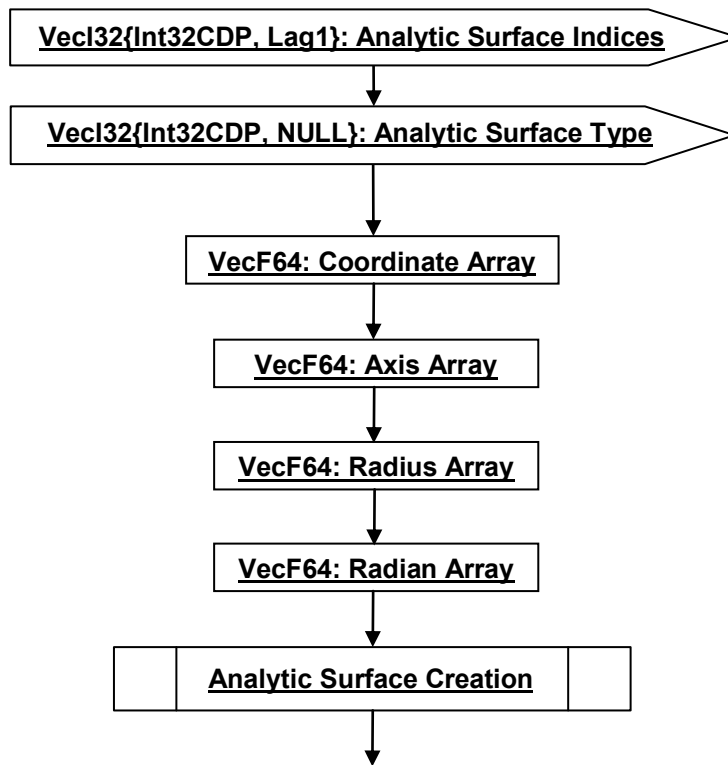 VecI32{Int32CDP, Lag1}: Analytic Surface Indices
VecI32{Int32CDP, NULL}: Analytic Surface Type
VecF64: Coordinate Array
VecF64: Axis Array
VecF64: Radius Array
VecF64: Radian Array
Analytic Surface Creation